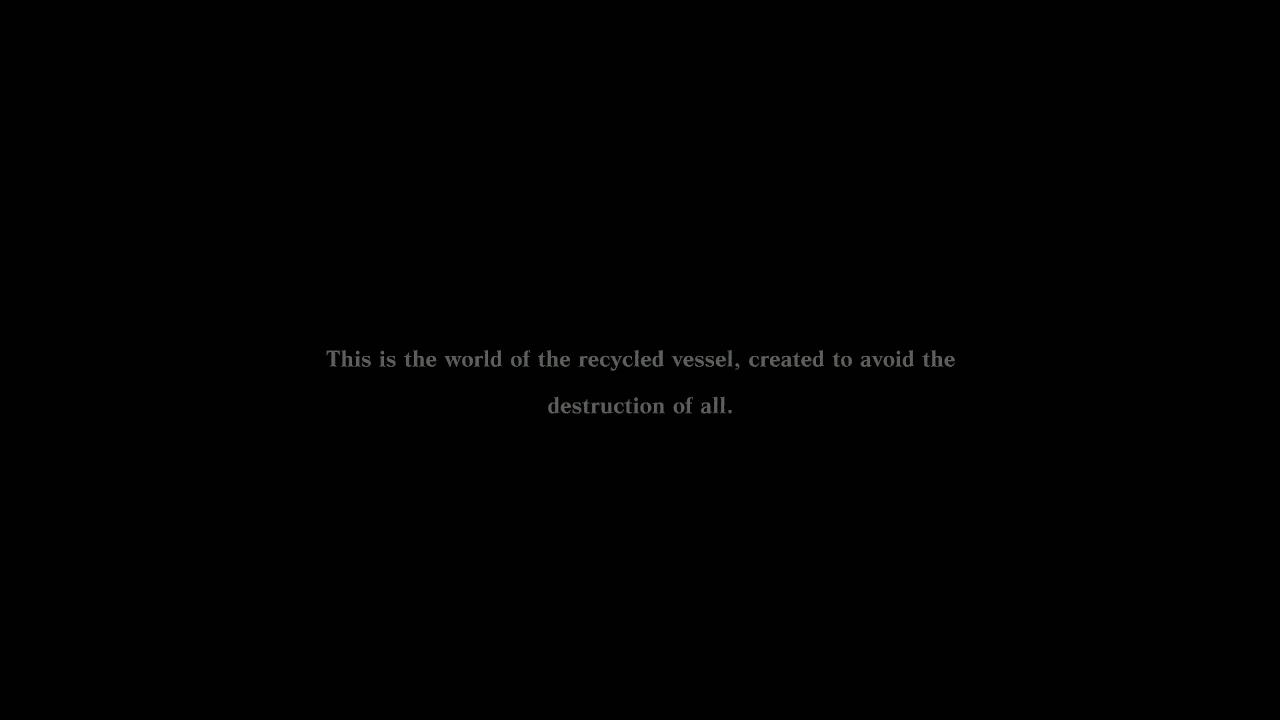 This is the world of the recycled vessel, created to avoid the
destruction of all.